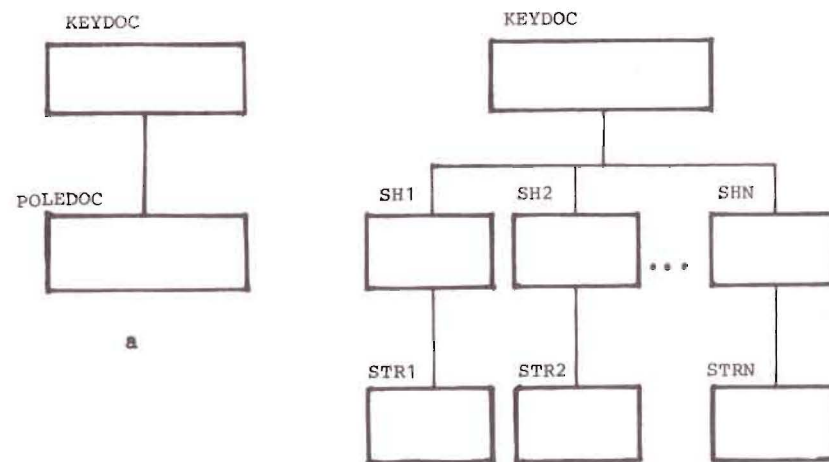 KEYDOC
POLEDOC
a
KEYDOC
SH1 SH2 SHN
...
STR1 STR2 STRN